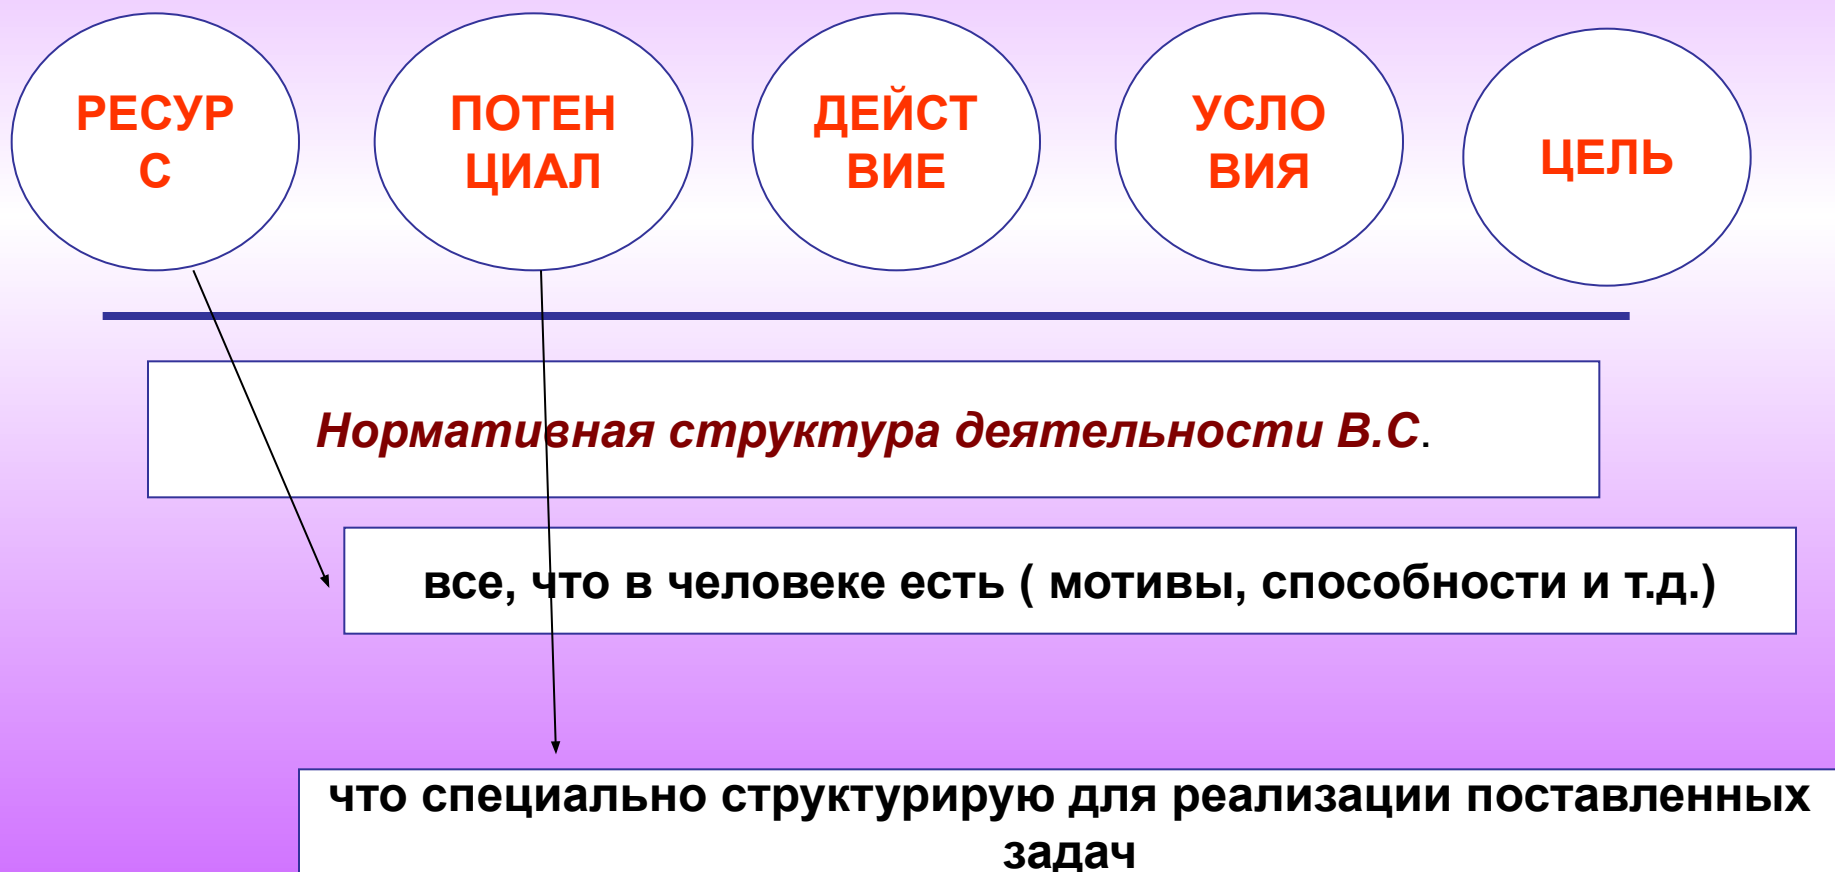 РЕСУР
С
ПОТЕН
ЦИАЛ
ДЕЙСТ
ВИЕ
УСЛО
ВИЯ
ЦЕЛЬ
Нормативная структура деятельности В.С.
все, что в человеке есть ( мотивы, способности и т.д.)
что специально структурирую для реализации поставленных
задач